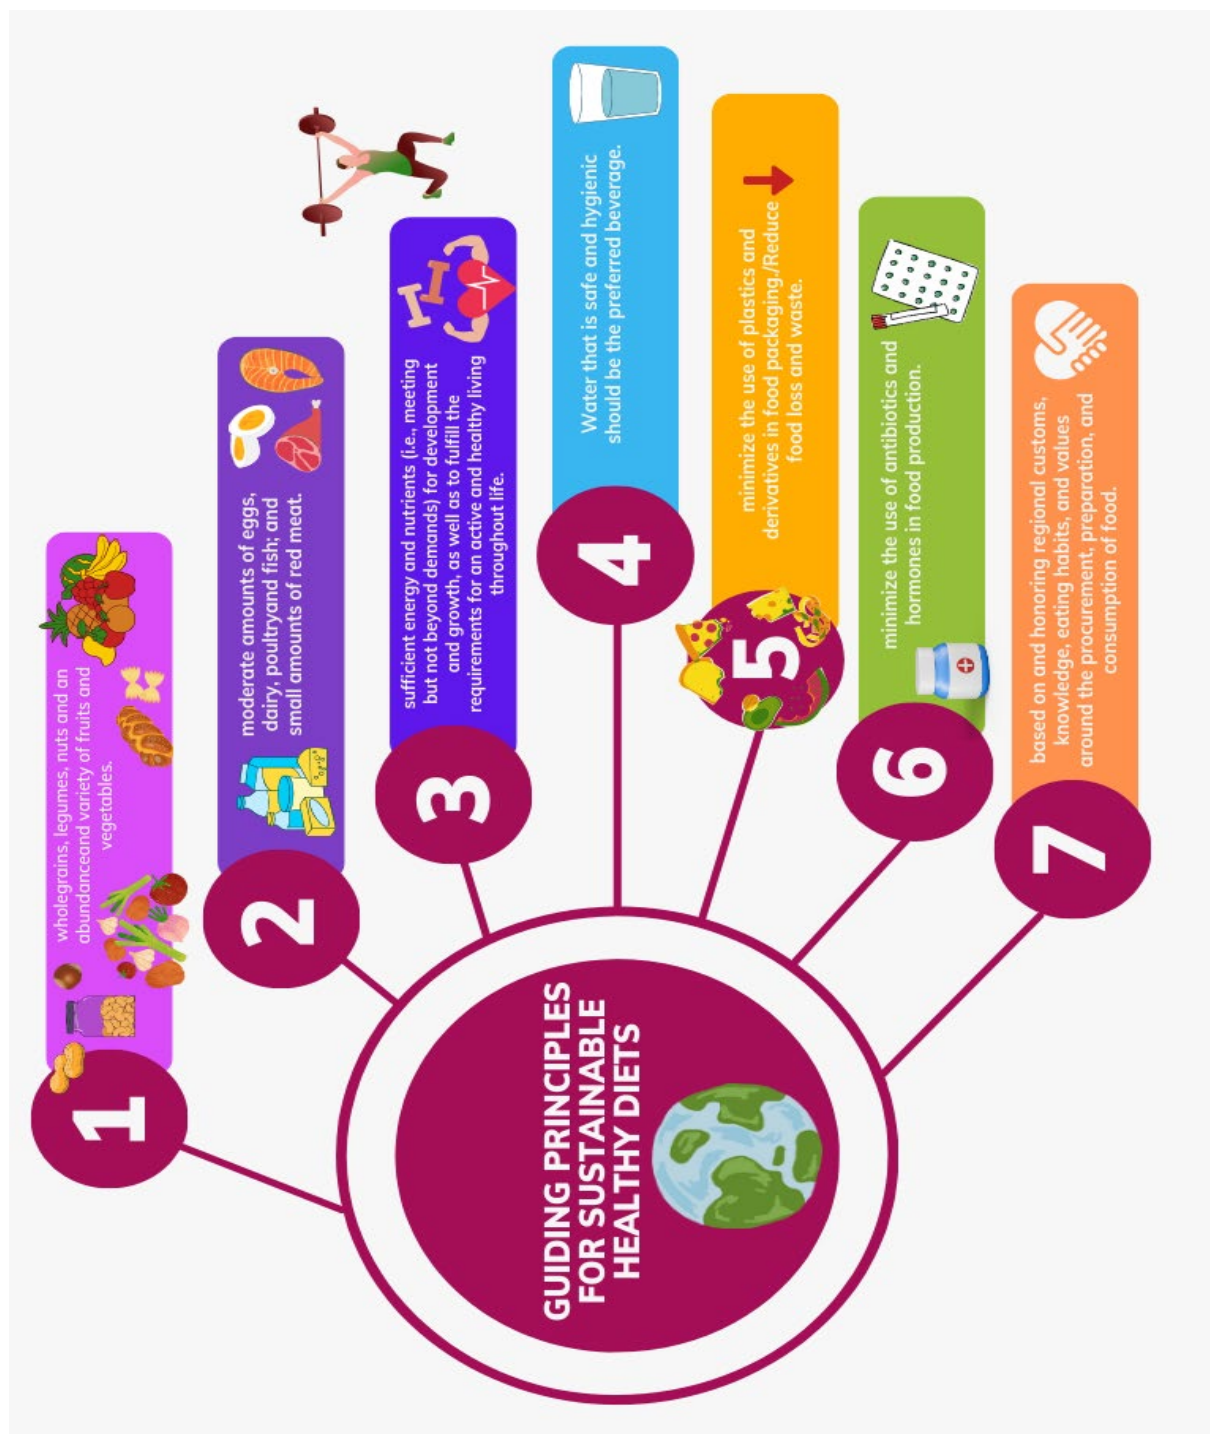 GUIDING PRINCIPLES
FOR SUSTAINABLE
HEALTHY DIETS
1
wholegrains, legumes, nuts and an
abundanceand variety of fruits and
vegetables.
2
moderate amounts of eggs,
dairy, poultryand fish; and
small amounts of red meat.
3
sufficient energy and nutrients (i.e., meeting
but not beyond demands) for development
and growth, as well as to fulfill the
requirements for an active and healthy living
throughout life.
4
Water that is safe and hygienic
should be the preferred beverage.
5
minimize the use of plastics and
derivatives in food packaging./Reduce
food loss and waste.
6
minimize the use of antibiotics and
hormones in food production.
7
based on and honoring regional customs,
knowledge, eating habits, and values
around the procurement, preparation, and
consumption of food.